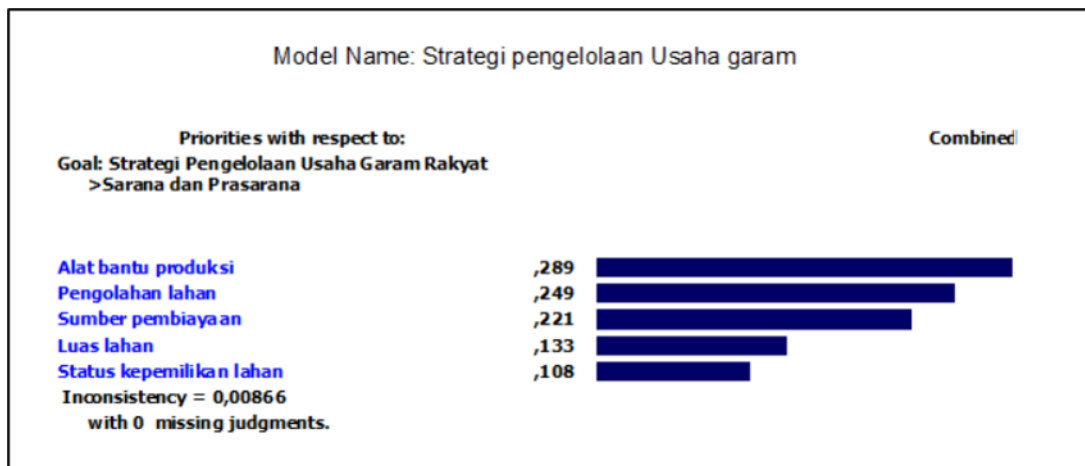 Model Name: Strategi pengelolaan Usaha garam
Priorities with respect to: Combined
Goal: Strategi Pengelolaan Usaha Garam Rakyat
>Sarana dan Prasarana
Alat bantu produksi ,289
Pengolahan lahan ,249
Sumber pembiayaan ,221
Luas lahan ,133
Status kepemilikan lahan ,108
Inconsistency = 0,00866
with 0 missing judgments.